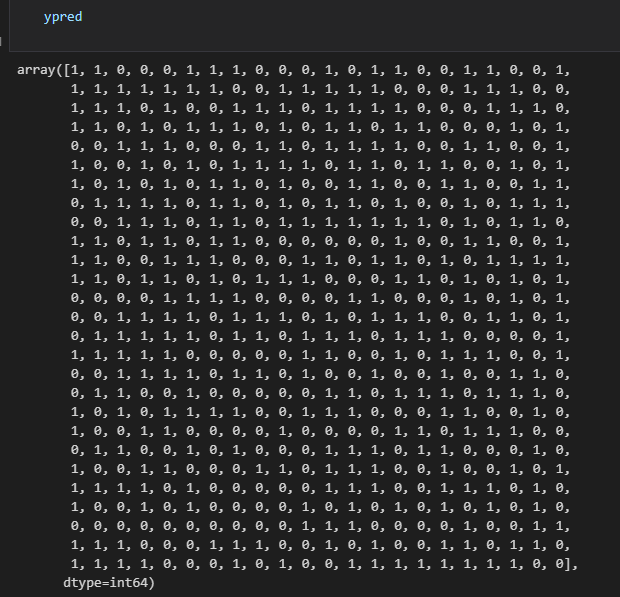 ypred
array([1, 1, 0, 0, 0, 1, 1, 1, 0, 0, 0, 1, 0, 1, 1, 0, 0, 1, 1, 0, 0, 1,
1, 1, 1, 1, 1, 1, 1, 0, 0, 1, 1, 1, 1, 1, 0, 0, 0, 1, 1, 1, 0, 0,
1, 1, 1, 0, 1, 0, 0, 1, 1, 1, 0, 1, 1, 1, 1, 0, 0, 0, 1, 1, 1, 0,
1, 1, 0, 1, 0, 1, 1, 1, 0, 1, 0, 1, 1, 0, 1, 1, 0, 0, 0, 1, 0, 1,
0, 0, 1, 1, 1, 0, 0, 0, 1, 1, 0, 1, 1, 1, 1, 0, 0, 1, 1, 0, 0, 1,
1, 0, 0, 1, 0, 1, 0, 1, 1, 1, 1, 0, 1, 1, 0, 1, 1, 0, 0, 1, 0, 1,
1, 0, 1, 0, 1, 0, 1, 1, 0, 1, 0, 0, 1, 1, 0, 0, 1, 1, 0, 0, 1, 1,
0, 1, 1, 1, 1, 0, 1, 1, 0, 1, 0, 1, 1, 0, 1, 0, 0, 1, 0, 1, 1, 1,
0, 0, 1, 1, 1, 0, 1, 1, 0, 1, 1, 1, 1, 1, 1, 1, 0, 1, 0, 1, 1, 0,
1, 1, 0, 1, 1, 0, 1, 1, 0, 0, 0, 0, 0, 0, 1, 0, 0, 1, 1, 0, 0, 1,
1, 1, 0, 0, 1, 1, 1, 0, 0, 0, 1, 1, 0, 1, 1, 0, 1, 0, 1, 1, 1, 1,
1, 1, 0, 1, 1, 0, 1, 0, 1, 1, 1, 0, 0, 0, 1, 1, 0, 1, 0, 1, 0, 1,
0, 0, 0, 0, 1, 1, 1, 1, 0, 0, 0, 0, 1, 1, 0, 0, 0, 1, 0, 1, 0, 1,
0, 0, 1, 1, 1, 1, 0, 1, 1, 1, 0, 1, 0, 1, 1, 1, 0, 0, 1, 1, 0, 1,
0, 1, 1, 1, 1, 1, 0, 1, 1, 0, 1, 1, 1, 0, 1, 1, 1, 0, 0, 0, 0, 1,
1, 1, 1, 1, 1, 0, 0, 0, 0, 0, 1, 1, 0, 0, 1, 0, 1, 1, 1, 0, 0, 1,
0, 0, 1, 1, 1, 1, 0, 1, 1, 0, 1, 0, 0, 1, 0, 0, 1, 0, 0, 1, 1, 0,
0, 1, 1, 0, 0, 1, 0, 0, 0, 0, 0, 1, 1, 0, 1, 1, 1, 0, 1, 1, 1, 0,
1, 0, 1, 0, 1, 1, 1, 1, 0, 0, 1, 1, 1, 0, 0, 0, 1, 1, 0, 0, 1, 0,
1, 0, 0, 1, 1, 0, 0, 0, 0, 1, 0, 0, 0, 0, 1, 1, 0, 1, 1, 1, 0, 0,
0, 1, 1, 0, 0, 1, 0, 1, 0, 0, 0, 1, 1, 1, 0, 1, 1, 0, 0, 0, 1, 0,
1, 0, 0, 1, 1, 0, 0, 0, 1, 1, 0, 1, 1, 1, 0, 0, 1, 0, 0, 1, 0, 1,
1, 1, 1, 1, 0, 1, 0, 0, 0, 0, 0, 1, 1, 1, 0, 0, 1, 1, 1, 0, 1, 0,
1, 0, 0, 1, 0, 1, 0, 0, 0, 0, 1, 0, 1, 0, 1, 0, 1, 0, 1, 0, 1, 0,
0, 0, 0, 0, 0, 0, 0, 0, 0, 0, 1, 1, 1, 0, 0, 0, 0, 1, 0, 0, 1, 1,
1, 1, 1, 0, 0, 0, 1, 1, 1, 0, 0, 1, 0, 1, 0, 0, 1, 1, 0, 1, 1, 0,
1, 1, 1, 1, 0, 0, 0, 1, 0, 1, 0, 0, 1, 1, 1, 1, 1, 1, 1, 1, 0, 0],
dtype=int64)